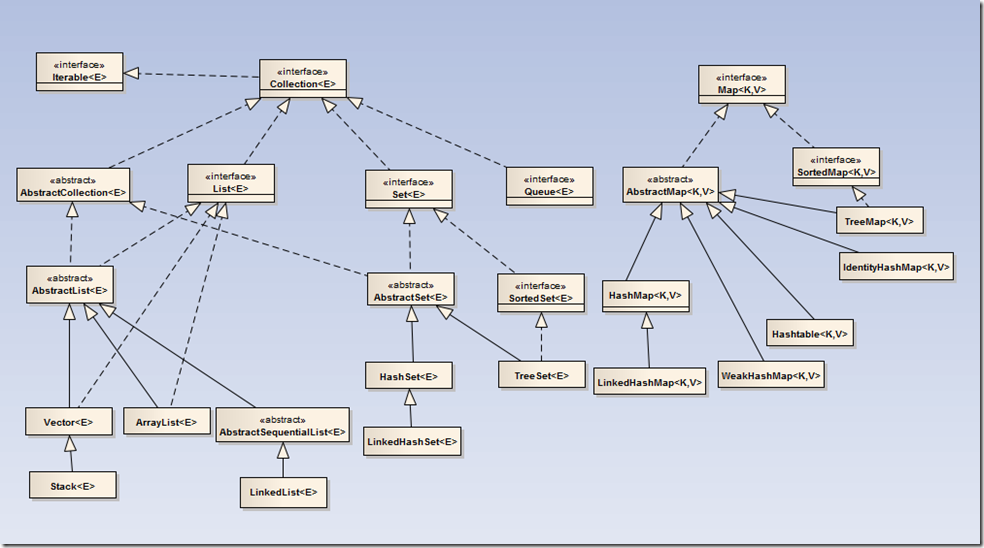 «interface»
Iterable<E>
«interface»
Collection<E>
«interface»
Map<K,V>
«interface»
SortedMap<K,V>
«abstract»
AbstractCollection<E>
«interface»
List<E>
«interface»
Set<E>
«interface»
Queue<E>
«abstract»
AbstractMap<K,V>
TreeMap<K,V>
IdentityHashMap<K,V>
«abstract»
AbstractList<E>
«abstract»
AbstractSet<E>
«interface»
SortedSet<E>
HashMap<K,V>
Hashtable<K,V>
HashSet<E>
TreeSet<E>
LinkedHashMap<K,V>
WeakHashMap<K,V>
Vector<E>
ArrayList<E>
«abstract»
AbstractSequentialList<E>
LinkedHashSet<E>
Stack<E>
LinkedList<E>